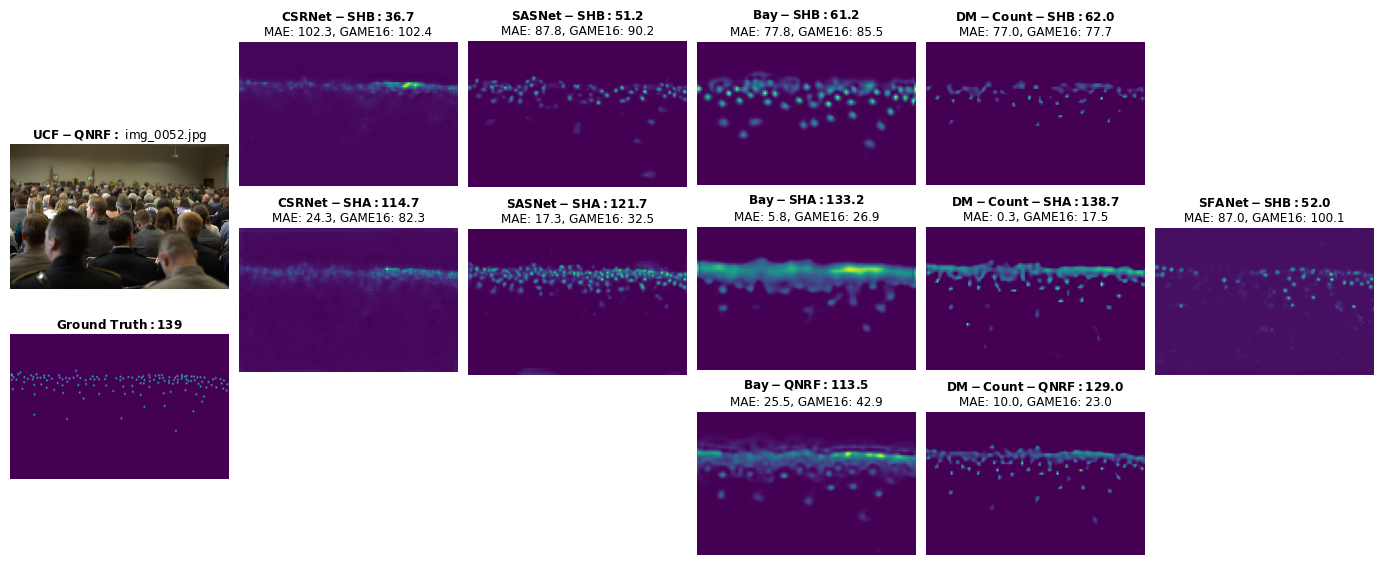 UCF − QNRF : img_0052.jpg
Ground Truth : 139
CSRNet − SHB : 36.7
MAE: 102.3, GAME16: 102.4
CSRNet − SHA : 114.7
MAE: 24.3, GAME16: 82.3
SASNet − SHB : 51.2
MAE: 87.8, GAME16: 90.2
SASNet − SHA : 121.7
MAE: 17.3, GAME16: 32.5
Bay − SHB : 61.2
MAE: 77.8, GAME16: 85.5
Bay − SHA : 133.2
MAE: 5.8, GAME16: 26.9
Bay − QNRF : 113.5
MAE: 25.5, GAME16: 42.9
DM − Count − SHB : 62.0
MAE: 77.0, GAME16: 77.7
DM − Count − SHA : 138.7
MAE: 0.3, GAME16: 17.5
DM − Count − QNRF : 129.0
MAE: 10.0, GAME16: 23.0
SFANet − SHB : 52.0
MAE: 87.0, GAME16: 100.1